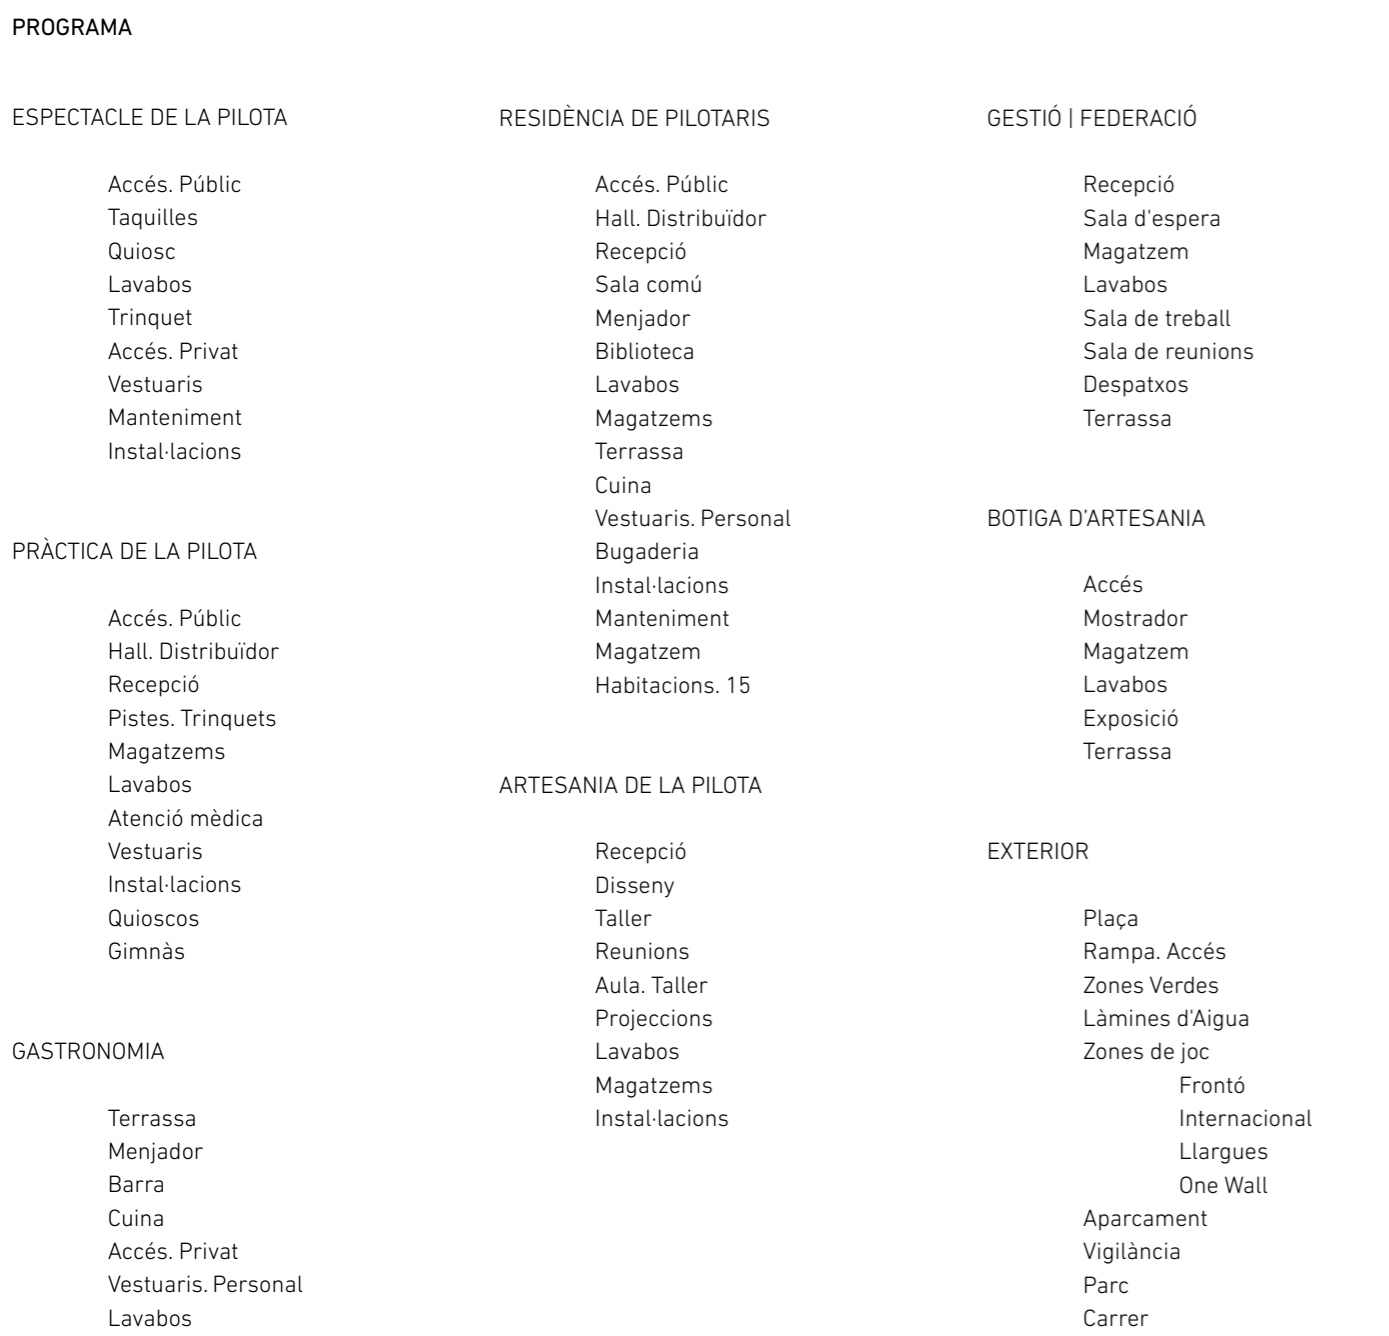 PROGRAMA
ESPECTACLE DE LA PILOTA
Accés. Públic
Taquilles
Quiosc
Lavabos
Trinquet
Accés. Privat
Vestuaris
Manteniment
Instal·lacions
PRÀCTICA DE LA PILOTA
Accés. Públic
Hall. Distribuïdor
Recepció
Pistes. Trinquets
Magatzems
Lavabos
Atenció mèdica
Vestuaris
Instal·lacions
Quioscos
Gimnàs
GASTRONOMIA
Terrassa
Menjador
Barra
Cuina
Accés. Privat
Vestuaris. Personal
Lavabos
RESIDÈNCIA DE PILOTARIS
Accés. Públic
Hall. Distribuïdor
Recepció
Sala comú
Menjador
Biblioteca
Lavabos
Magatzems
Terrassa
Cuina
Vestuaris. Personal
Bugaderia
Instal·lacions
Manteniment
Magatzem
Habitacions. 15
ARTESANIA DE LA PILOTA
Recepció
Disseny
Taller
Reunions
Aula. Taller
Projeccions
Lavabos
Magatzems
Instal·lacions
GESTIÓ | FEDERACIÓ
Recepció
Sala d'espera
Magatzem
Lavabos
Sala de treball
Sala de reunions
Despatxos
Terrassa
BOTIGA D’ARTESANIA
Accés
Mostrador
Magatzem
Lavabos
Exposició
Terrassa
EXTERIOR
Plaça
Rampa. Accés
Zones Verdes
Làmines d'Aigua
Zones de joc
Frontó
Internacional
Llargues
One Wall
Aparcament
Vigilància
Parc
Carrer